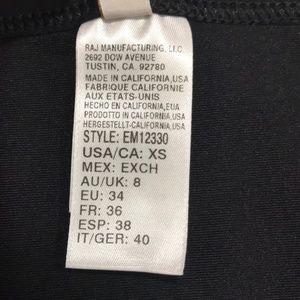 RAJ MANUFACTURING, LLC
2692 DOW AVENUE
TUSTIN, CA. 92780
MADE IN CALIFORNIA,USA
FABRIQUE CALIFORNIE
AUX ETATS-UNIS
HECHO EN CALIFORNIA,EUA
PRODOTTO IN CALIFORNIA,USA
HERGESTELLT-CALIFORNIA,USA
STYLE: EM12330
USA/CA: XS
MEX: EXCH
AU/UK: 8
EU: 34
FR: 36
ESP: 38
IT/GER: 40